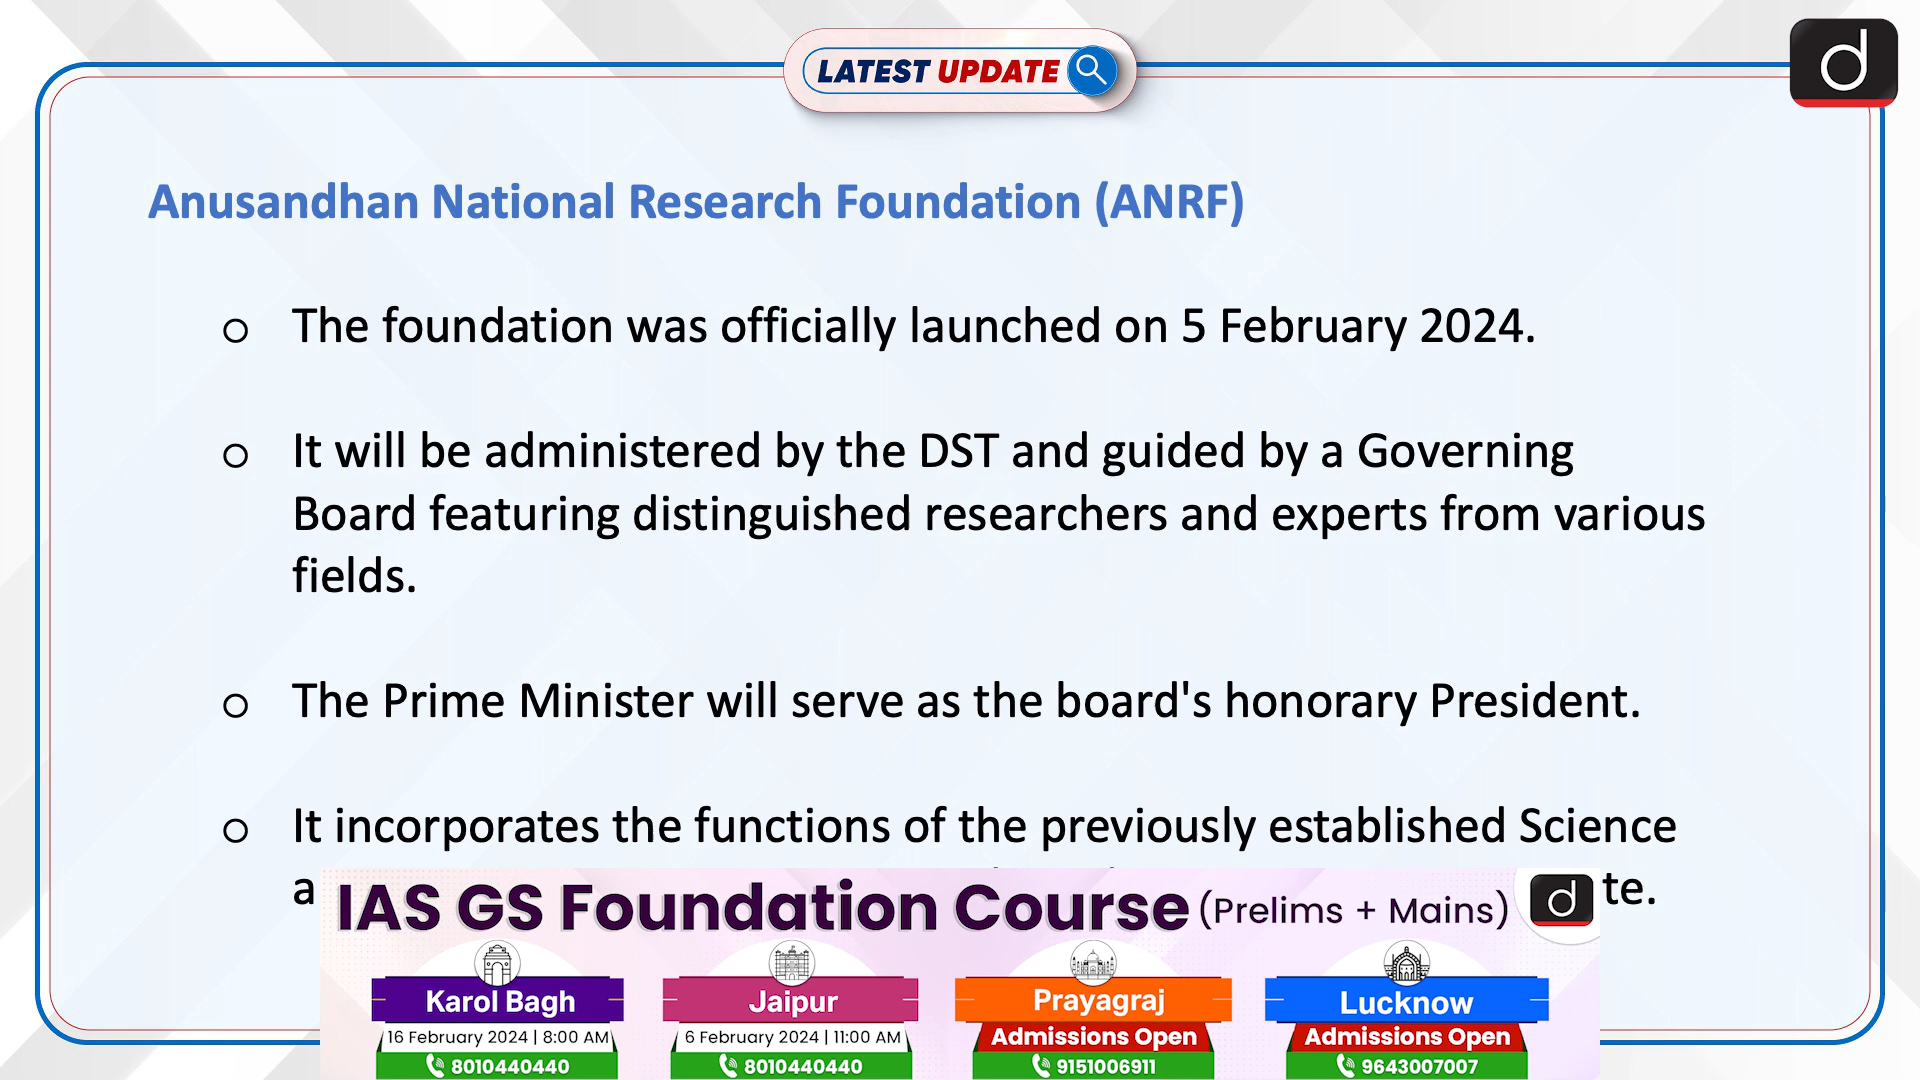 LATEST UPDATE
d
Anusandhan National Research Foundation (ANRF)
o The foundation was officially launched on 5 February 2024.
o It will be administered by the DST and guided by a Governing
Board featuring distinguished researchers and experts from various
fields.
o The Prime Minister will serve as the board's honorary President.
o It incorporates the functions of the previously established Science
IAS GS Foundation Course (Prelims + Mains)
d
Karol Bagh
16 February 2024 | 8:00 AM
8010440440
Jaipur
6 February 2024 | 11:00 AM
8010440440
Prayagraj
Admissions Open
9151006911
Lucknow
Admissions Open
9643007007